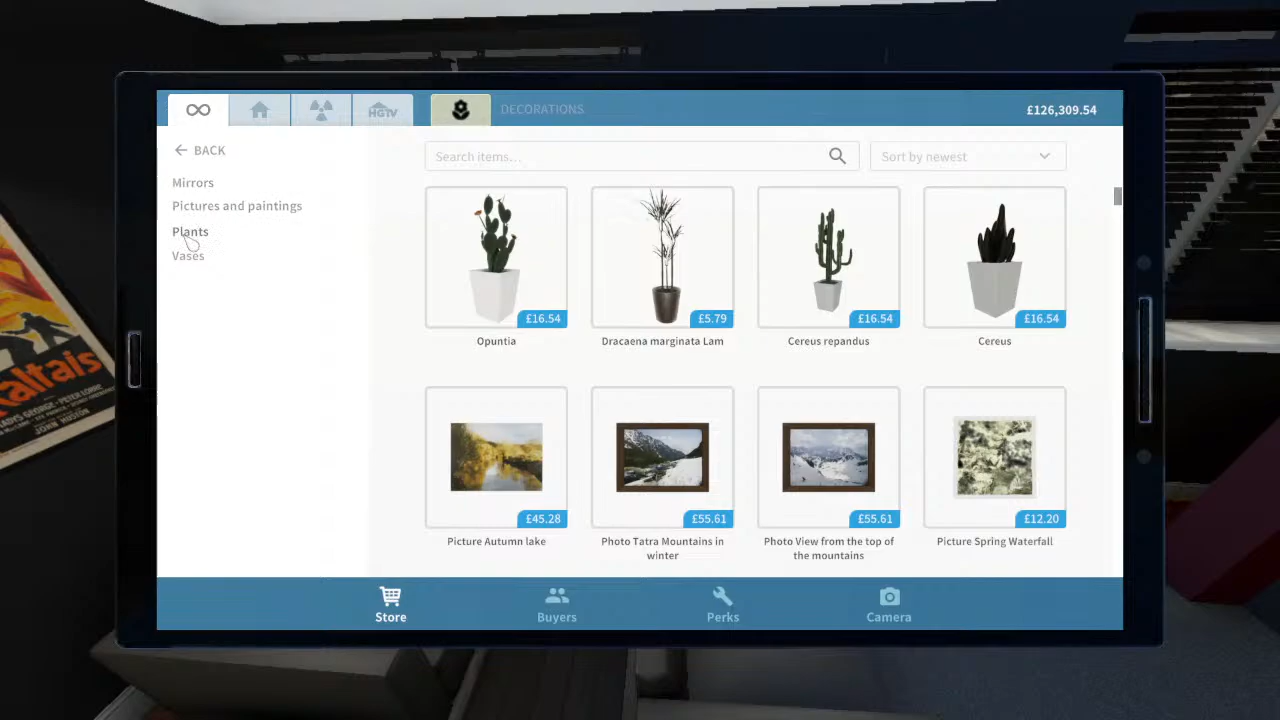 HGTV
DECORATIONS
£126,309.54
BACK
Search items...
Sort by newest
Mirrors
Pictures and paintings
Plants
Vases
£16.54
£5.79
£16.54
£16.54
Opuntia
Dracaena marginata Lam
Cereus repandus
Cereus
£45.28
£55.61
£55.61
£12.20
Picture Autumn lake
Photo Tatra Mountains in
winter
Photo View from the top of
the mountains
Picture Spring Waterfall
Store
Buyers
Perks
Camera
JOHN HUSTON